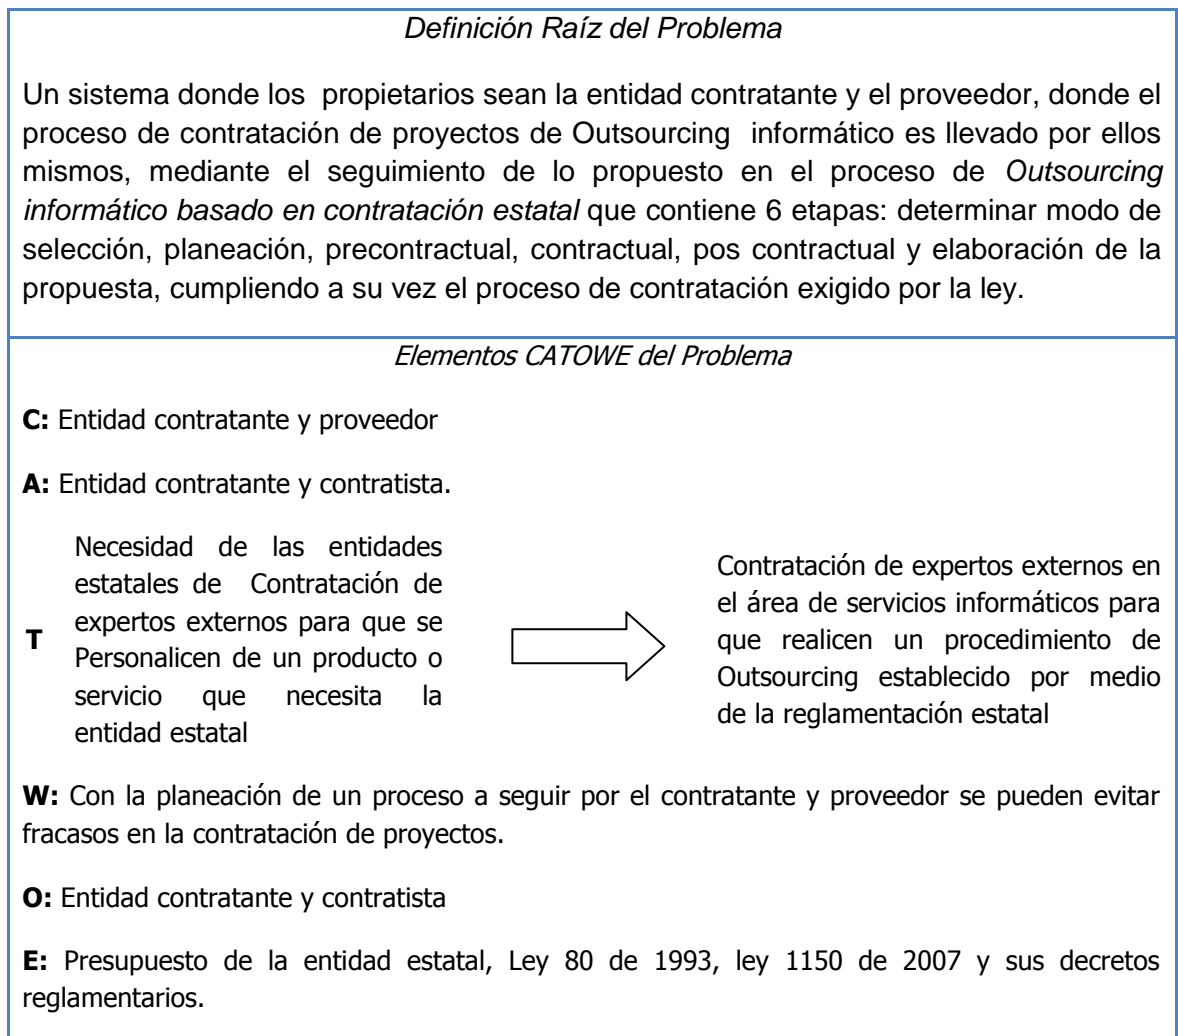 Definición Raíz del Problema
Un sistema donde los propietarios sean la entidad contratante y el proveedor, donde el
proceso de contratación de proyectos de Outsourcing informático es llevado por ellos
mismos, mediante el seguimiento de lo propuesto en el proceso de Outsourcing
informático basado en contratación estatal que contiene 6 etapas: determinar modo de
selección, planeación, precontractual, contractual, pos contractual y elaboración de la
propuesta, cumpliendo a su vez el proceso de contratación exigido por la ley.
Elementos CATOWE del Problema
C: Entidad contratante y proveedor
A: Entidad contratante y contratista.
T
Necesidad de las entidades
estatales de Contratación de
expertos externos para que se
Personalicen de un producto o
servicio que necesita la
entidad estatal
Contratación de expertos externos en
el área de servicios informáticos para
que realicen un procedimiento de
Outsourcing establecido por medio
de la reglamentación estatal
W: Con la planeación de un proceso a seguir por el contratante y proveedor se pueden evitar
fracasos en la contratación de proyectos.
O: Entidad contratante y contratista
E: Presupuesto de la entidad estatal, Ley 80 de 1993, ley 1150 de 2007 y sus decretos
reglamentarios.